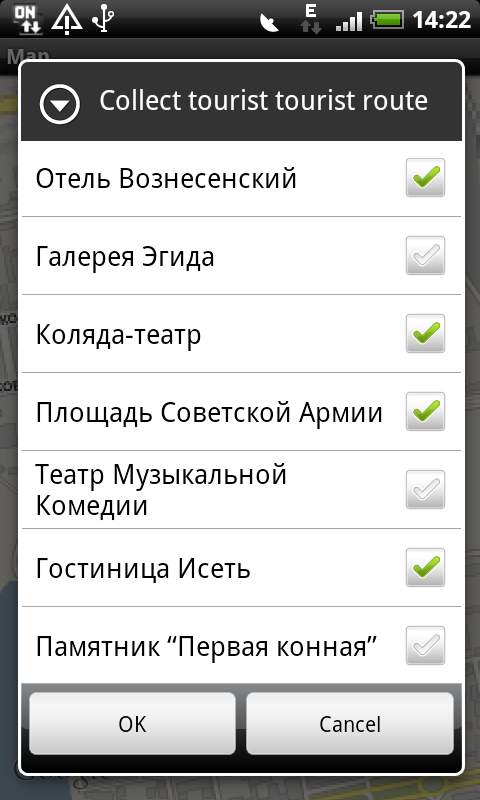 ON
E
14:22
Map
Collect tourist tourist route
Отель Вознесенский
Галерея Эгида
Коляда-театр
Площадь Советской Армии
Театр Музыкальной
Комедии
Гостиница Исеть
Памятник “Первая конная”
OK
Cancel